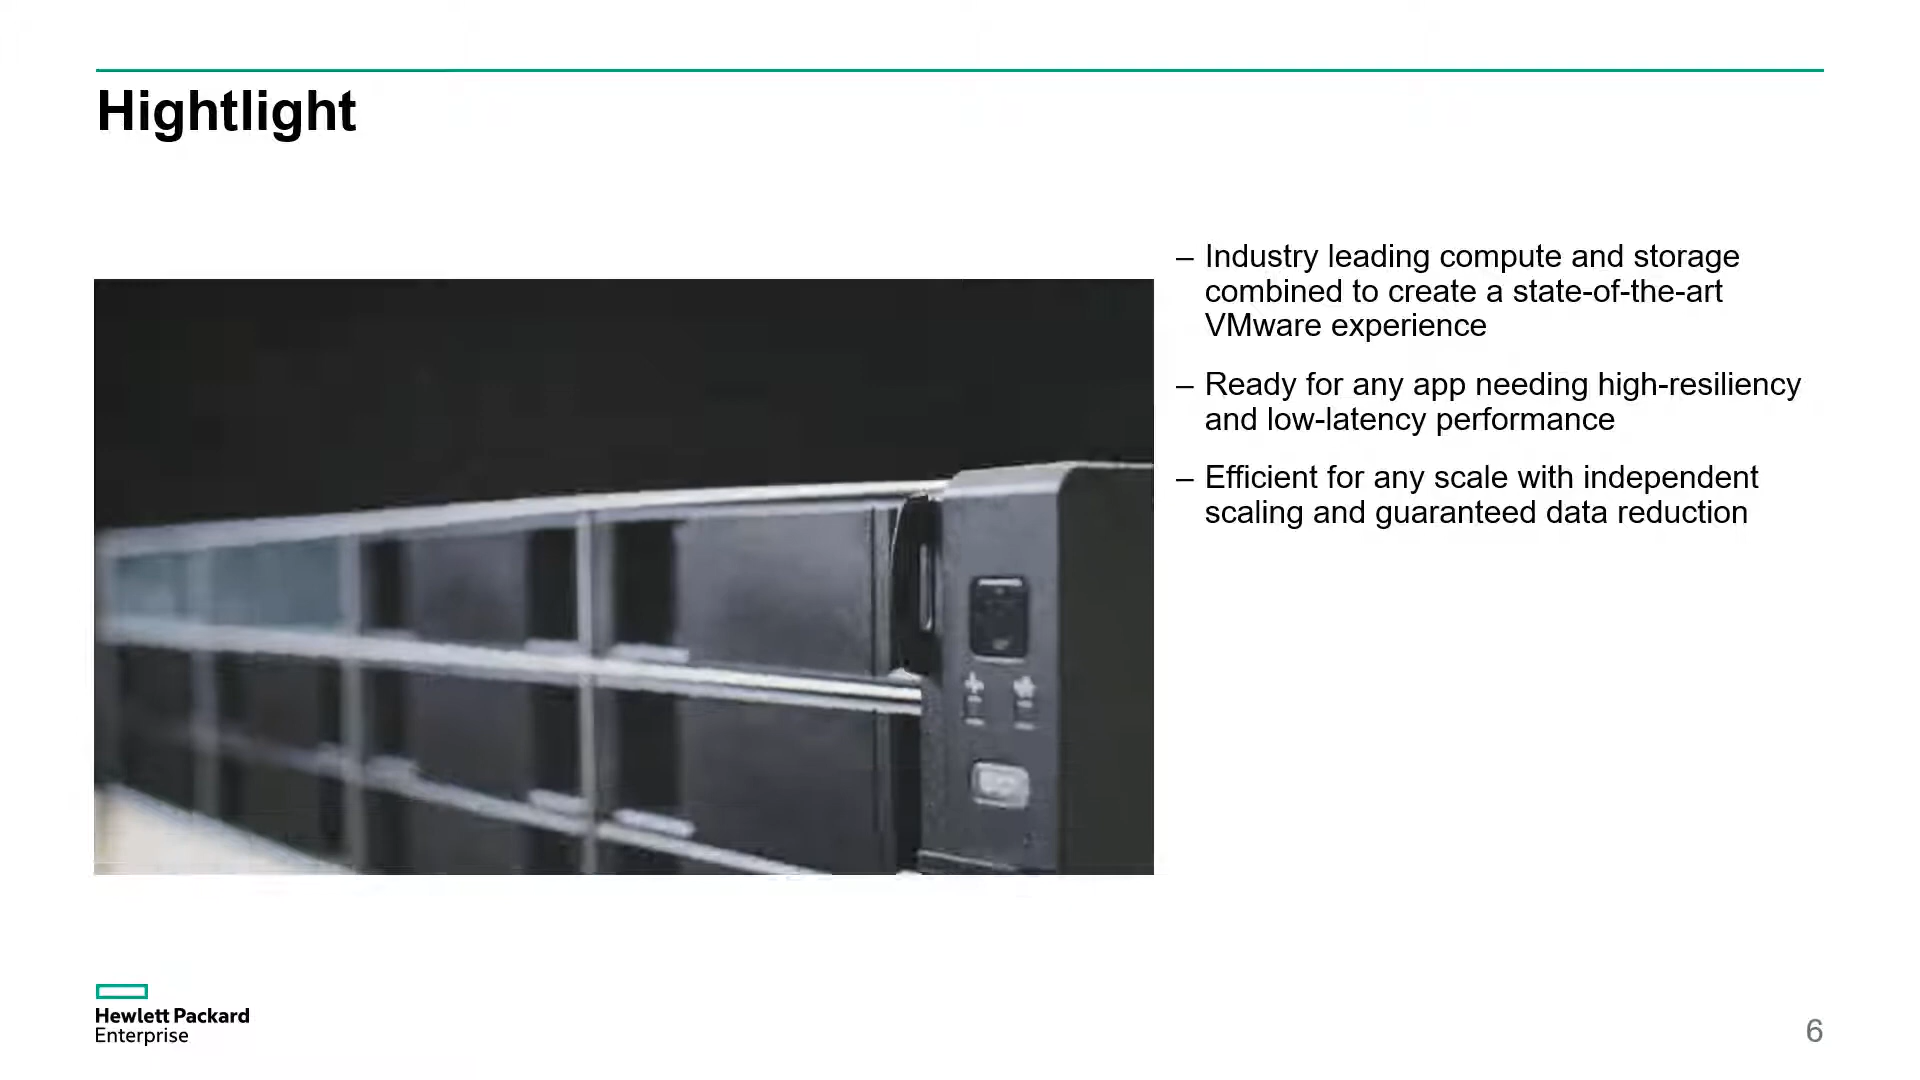 Hightlight
– Industry leading compute and storage
combined to create a state-of-the-art
VMware experience
– Ready for any app needing high-resiliency
and low-latency performance
– Efficient for any scale with independent
scaling and guaranteed data reduction
Hewlett Packard
Enterprise
6